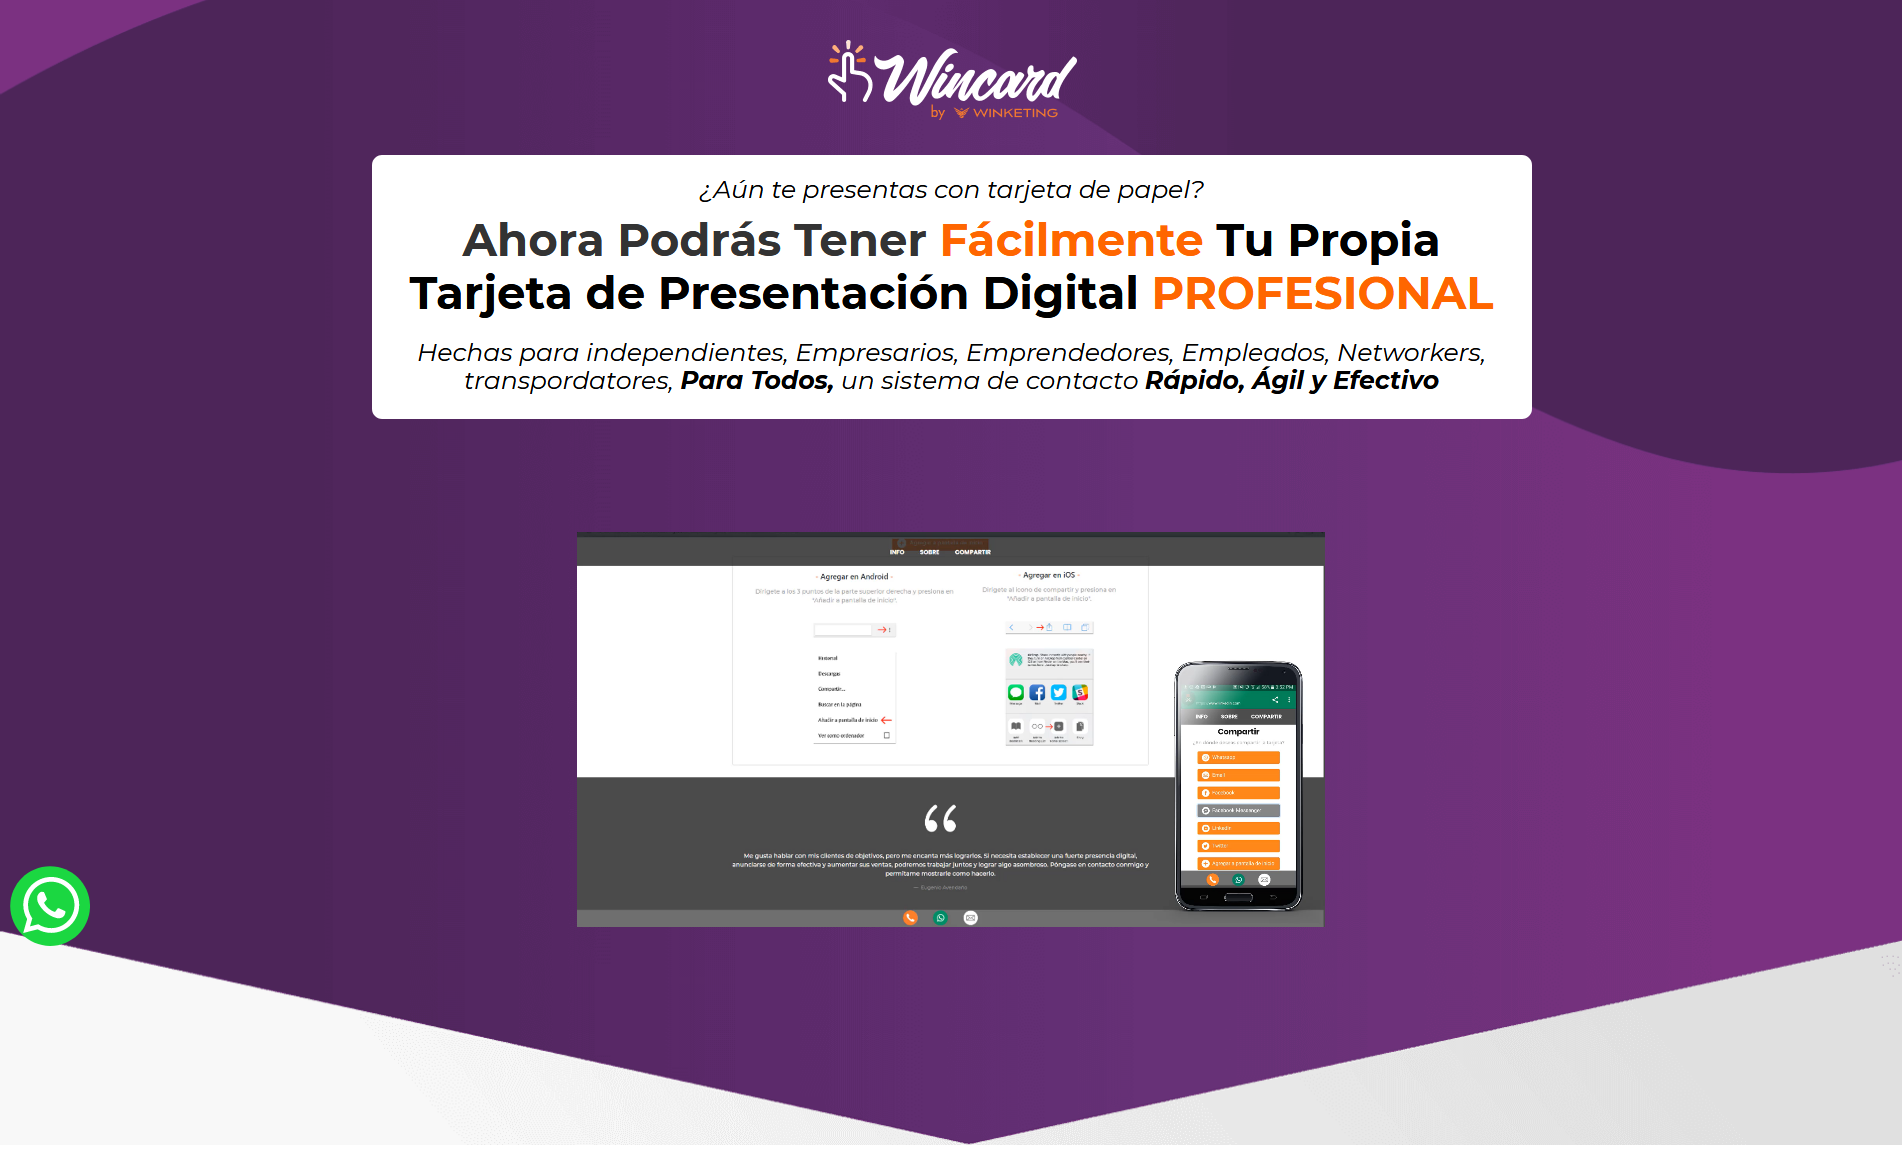 Wincard
by WINKETING
¿Aún te presentas con tarjeta de papel?
Ahora Podrás Tener Fácilmente Tu Propia
Tarjeta de Presentación Digital PROFESIONAL
Hechas para independientes, Empresarios, Emprendedores, Empleados, Networkers,
transpordatores, Para Todos, un sistema de contacto Rápido, Ágil y Efectivo
INFO SOBRE COMPARTIR
- Agregar en Android -
Dirígete a los 3 puntos de la parte superior derecha y presiona en
"Añadir a pantalla de inicio".
Historial
Descargas
Compartir...
Buscar en la página
Añadir a pantalla de inicio
Ver como ordenador
- Agregar en iOS -
Dirígete al icono de compartir y presiona en
"Añadir a pantalla de inicio".
“
Me gusta hablar con mis clientes de objetivos, pero me encanta más lograrlos. Si necesita establecer una fuerte presencia digital,
anunciarse de forma efectiva y aumentar sus ventas, podremos trabajar juntos y lograr algo asombroso. Póngase en contacto conmigo y
permítame mostrarle como hacerlo.
— Eugenio Avendaño
3:52 PM
INFO SOBRE COMPARTIR
Compartir
WhatsApp
Email
Facebook
Facebook Messenger
LinkedIn
Twitter
Agregar a pantalla de inicio